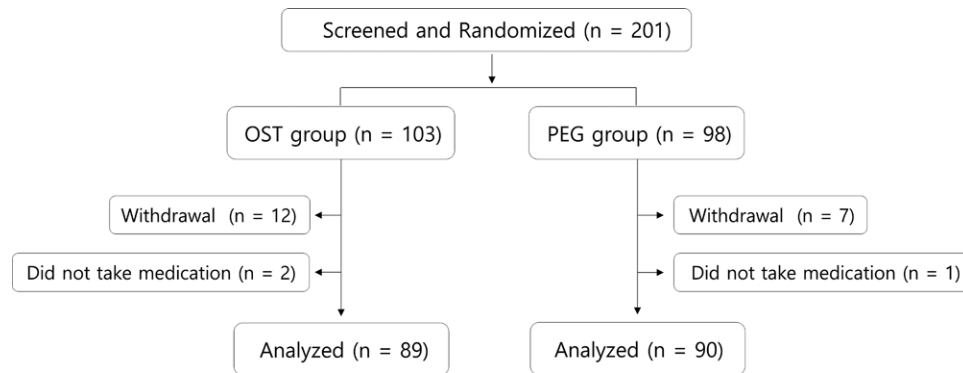 Screened and Randomized (n = 201)
OST group (n = 103)
PEG group (n = 98)
Withdrawal (n = 12)
Withdrawal (n = 7)
Did not take medication (n = 2)
Did not take medication (n = 1)
Analyzed (n = 89)
Analyzed (n = 90)